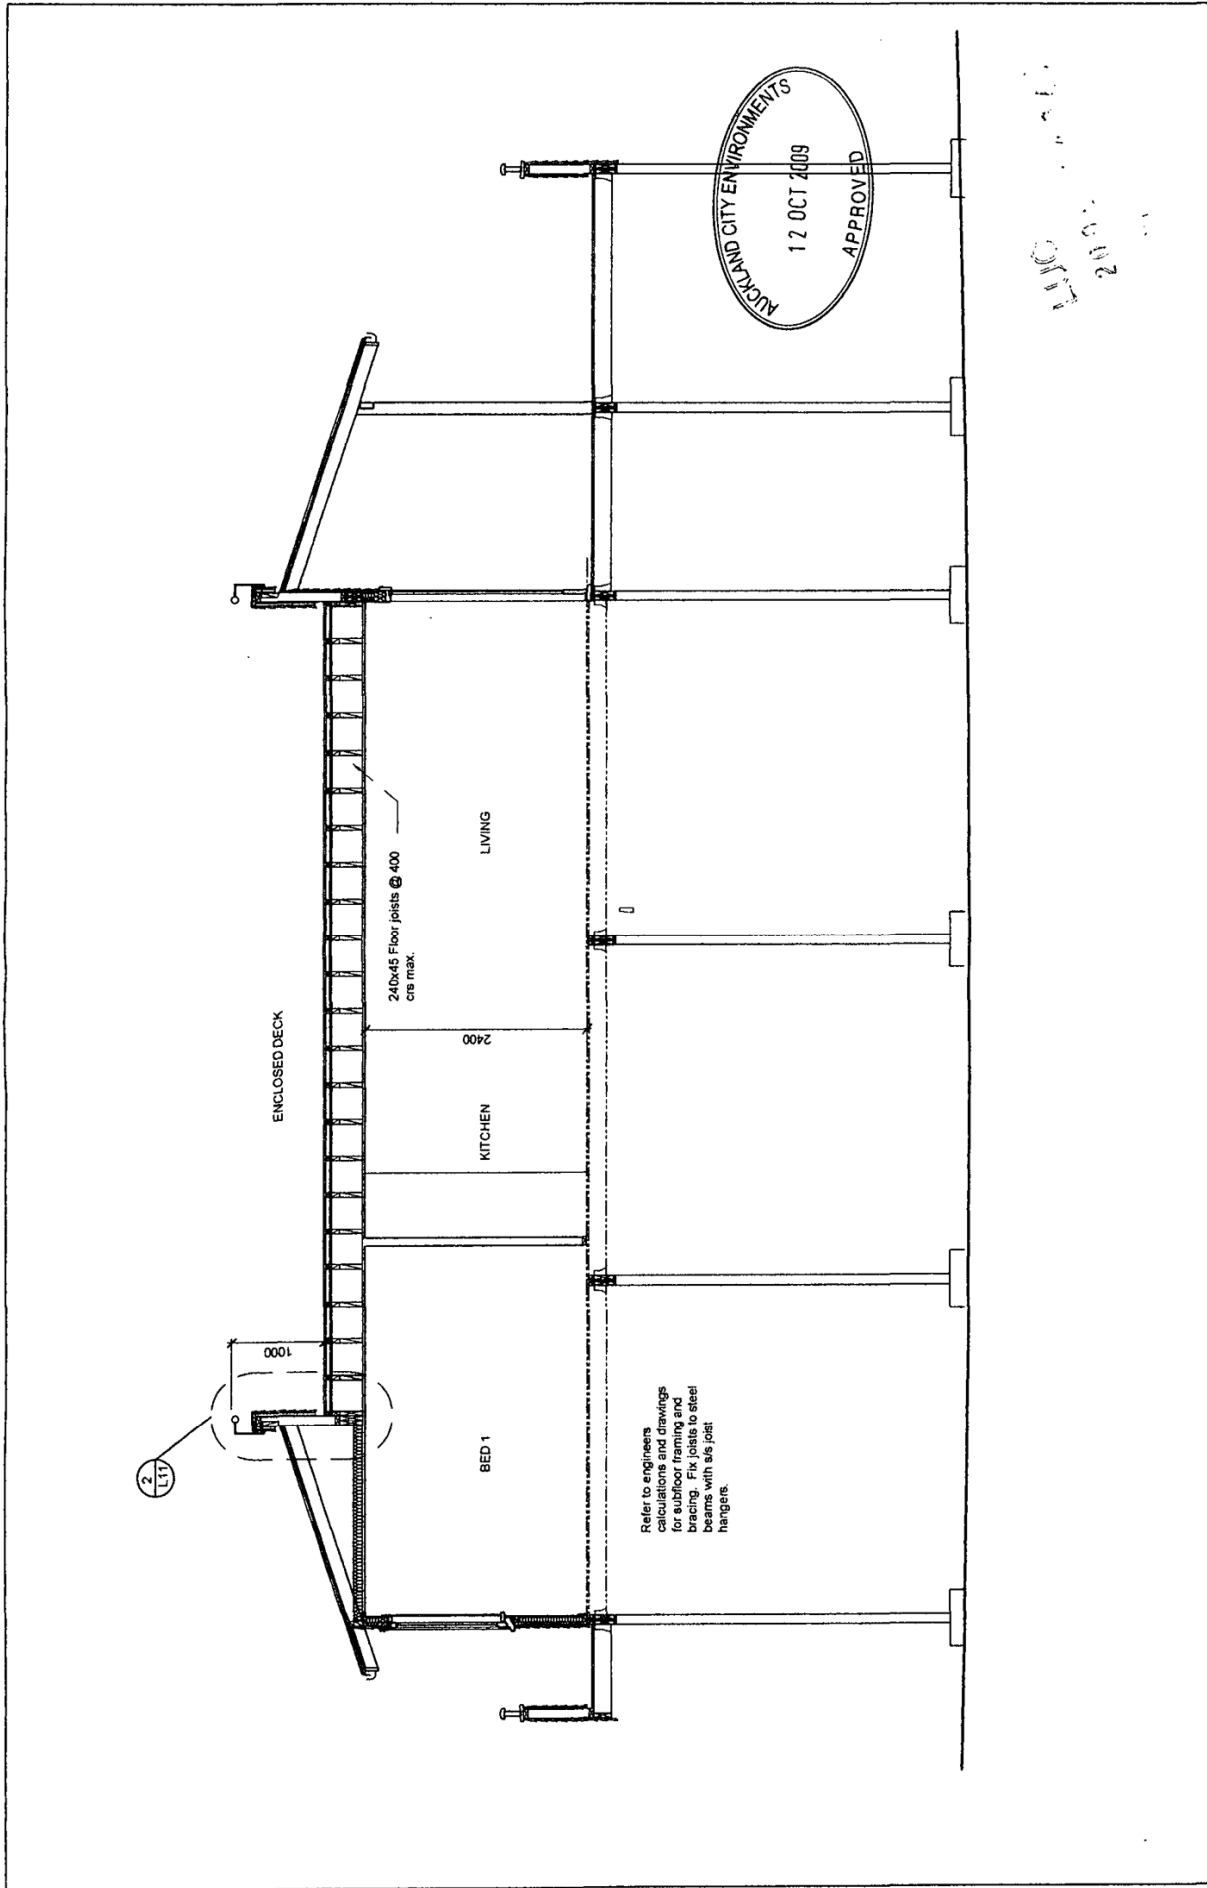 2
L11
1000
ENCLOSED DECK
240x45 Floor joists @ 400
crs max.
2400
BED 1
KITCHEN
LIVING
Refer to engineers
calculations and drawings
for subfloor framing and
bracing. Fix joists to steel
beams with s/s joist
hangers.
AUCKLAND CITY ENVIRONMENTS
12 OCT 2009
APPROVED